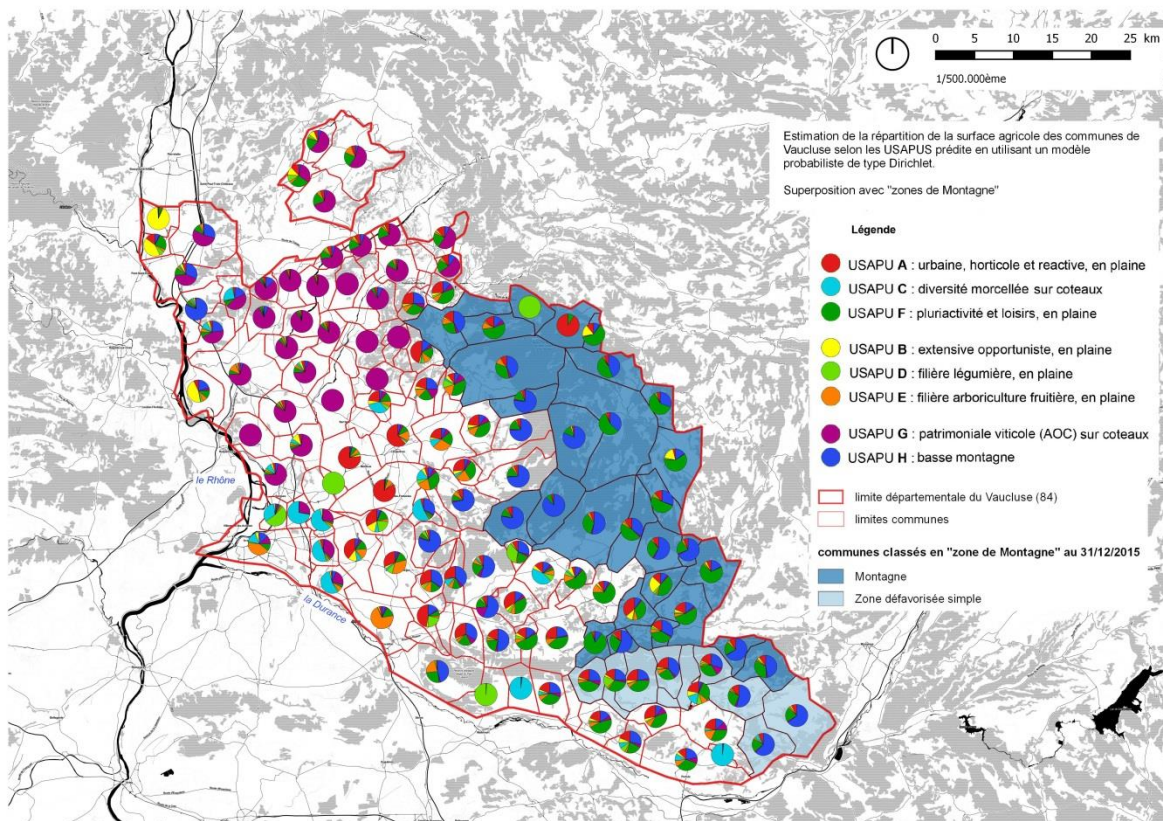 0 5 10 15 20 25 km
1/500.000ème
Estimation de la répartition de la surface agricole des communes de
Vaucluse selon les USAPUS prédite en utilisant un modèle
probabiliste de type Dirichlet.
Superposition avec "zones de Montagne"
Légende
USAPU A : urbaine, horticole et reactive, en plaine
USAPU C : diversité morcellée sur coteaux
USAPU F : pluriactivité et loisirs, en plaine
USAPU B : extensive opportuniste, en plaine
USAPU D : filière légumière, en plaine
USAPU E : filière arboriculture fruitière, en plaine
USAPU G : patrimoniale viticole (AOC) sur coteaux
USAPU H : basse montagne
limite départementale du Vaucluse (84)
limites communes
communes classés en "zone de Montagne" au 31/12/2015
Montagne
Zone défavorisée simple
le Rhône
la Durance